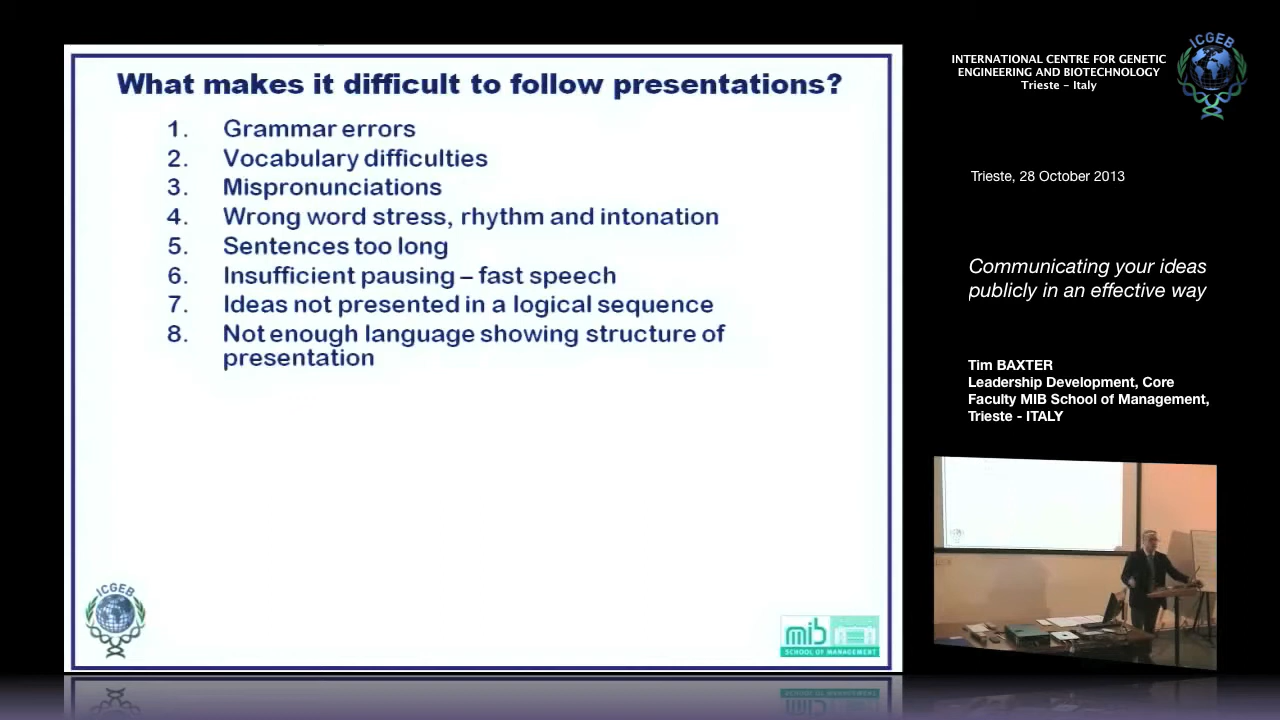 What makes it difficult to follow presentations?
1. Grammar errors
2. Vocabulary difficulties
3. Mispronunciations
4. Wrong word stress, rhythm and intonation
5. Sentences too long
6. Insufficient pausing – fast speech
7. Ideas not presented in a logical sequence
8. Not enough language showing structure of
presentation
ICGEB
mib
SCHOOL OF MANAGEMENT
INTERNATIONAL CENTRE FOR GENETIC
ENGINEERING AND BIOTECHNOLOGY
Trieste – Italy
ICGEB
Trieste, 28 October 2013
Communicating your ideas
publicly in an effective way
Tim BAXTER
Leadership Development, Core
Faculty MIB School of Management,
Trieste - ITALY